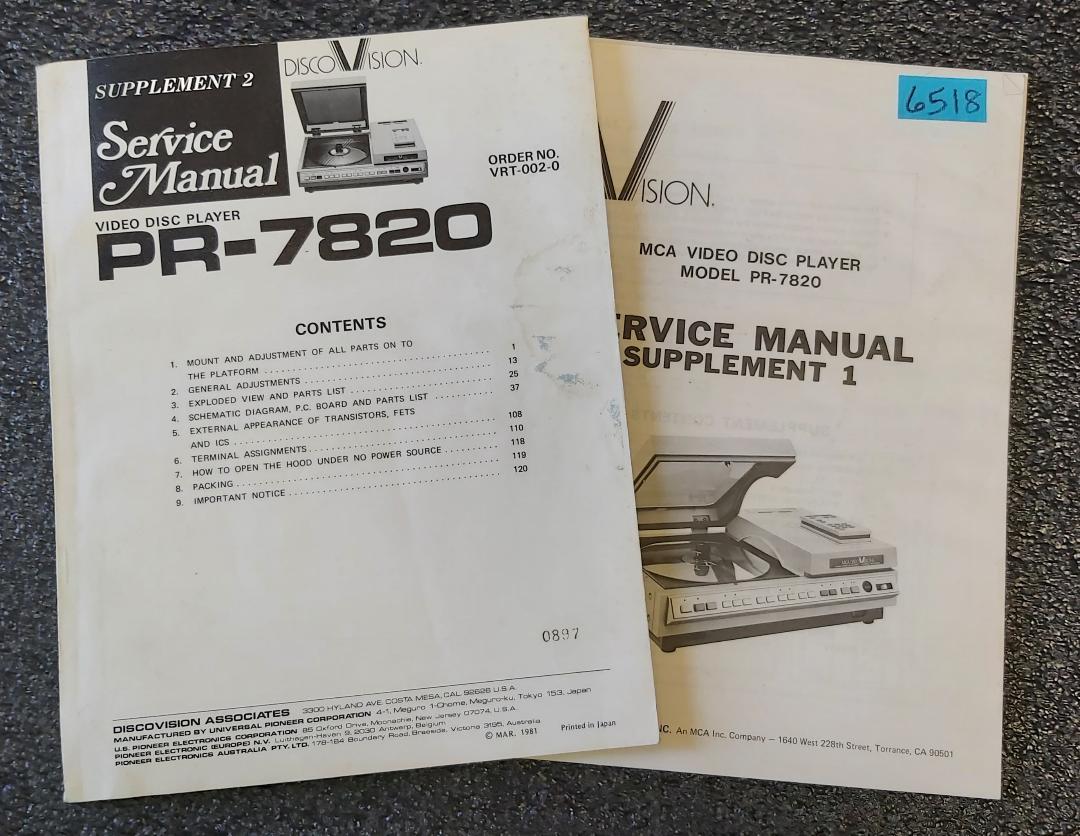 SUPPLEMENT 2
Service
Manual
DISCOVISION.
ORDER NO.
VRT-002-0
VIDEO DISC PLAYER
PR-7820
CONTENTS
1. MOUNT AND ADJUSTMENT OF ALL PARTS ON TO
THE PLATFORM 1
2. GENERAL ADJUSTMENTS 13
3. EXPLODED VIEW AND PARTS LIST 25
4. SCHEMATIC DIAGRAM, P.C. BOARD AND PARTS LIST 37
5. EXTERNAL APPEARANCE OF TRANSISTORS, FETS
AND ICS 108
6. TERMINAL ASSIGNMENTS 110
7. HOW TO OPEN THE HOOD UNDER NO POWER SOURCE 118
8. PACKING 119
9. IMPORTANT NOTICE 120
0897
DISCOVISION ASSOCIATES 3300 HYLAND AVE. COSTA MESA, CAL 92626 U.S.A.
MANUFACTURED BY UNIVERSAL PIONEER CORPORATION 4-1, Meguro 1-Chome, Meguro-ku, Tokyo 153, Japan
U.S. PIONEER ELECTRONICS CORPORATION 85 Oxford Drive, Moonachie, New Jersey 07074, U.S.A.
PIONEER ELECTRONIC (EUROPE) N.V. Luithagen-Haven 9, 2030 Antwerp, Belgium
PIONEER ELECTRONICS AUSTRALIA PTY. LTD. 178-184 Boundary Road, Braeside, Victoria 3195, Australia
© MAR. 1981 Printed in Japan
6518
VISION.
MCA VIDEO DISC PLAYER
MODEL PR-7820
ERVICE MANUAL
SUPPLEMENT 1
NC. An MCA Inc. Company — 1640 West 228th Street, Torrance, CA 90501